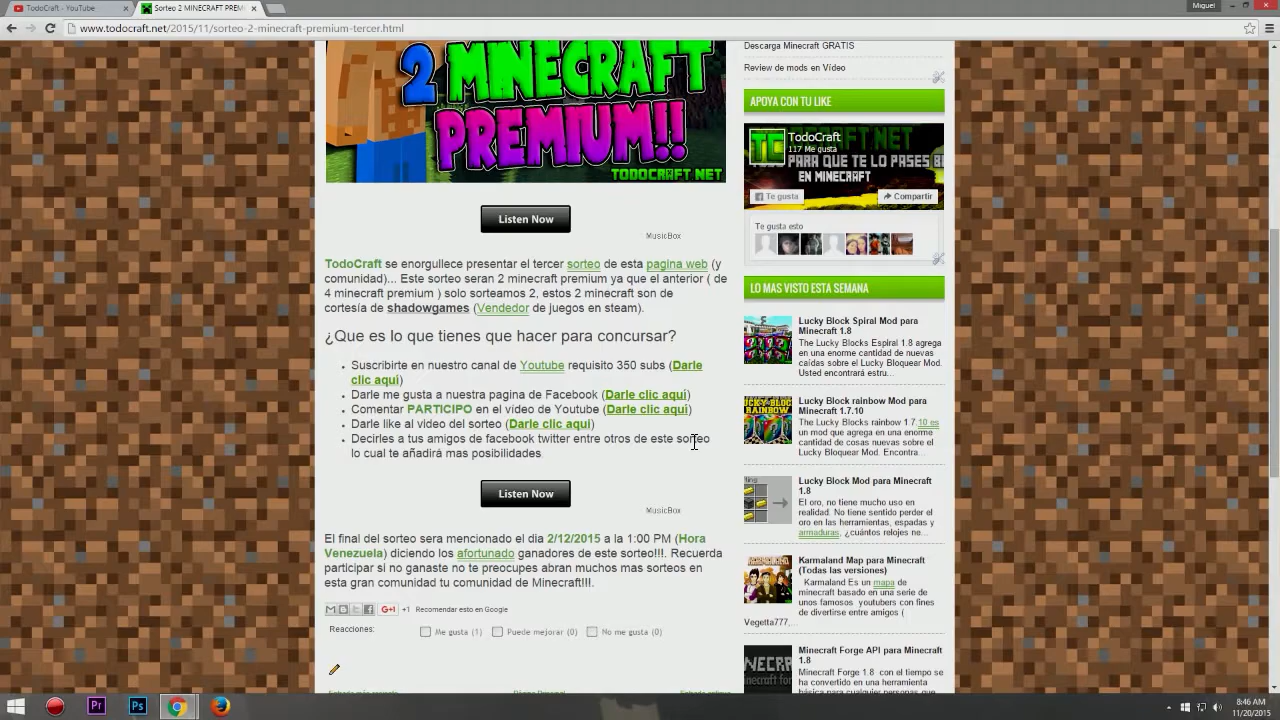 TodoCraft - YouTube
Sorteo 2 MINECRAFT PREM
Miguel
www.todocraft.net/2015/11/sorteo-2-minecraft-premium-tercer.html
2 MINECRAFT
PREMIUM!!
TODOCRAFT.NET
Listen Now
MusicBox
TodoCraft se enorgullece presentar el tercer sorteo de esta pagina web (y
comunidad)... Este sorteo seran 2 minecraft premium ya que el anterior ( de
4 minecraft premium ) solo sorteamos 2, estos 2 minecraft son de
cortesía de shadowgames (Vendedor de juegos en steam).
¿Que es lo que tienes que hacer para concursar?
Suscribirte en nuestro canal de Youtube requisito 350 subs (Darle
clic aquí)
Darle me gusta a nuestra pagina de Facebook (Darle clic aquí)
Comentar PARTICIPO en el vídeo de Youtube (Darle clic aquí)
Darle like al video del sorteo (Darle clic aquí)
Decirles a tus amigos de facebook twitter entre otros de este sorteo
lo cual te añadirá mas posibilidades
Listen Now
MusicBox
El final del sorteo sera mencionado el dia 2/12/2015 a la 1:00 PM (Hora
Venezuela) diciendo los afortunado ganadores de este sorteo!!!. Recuerda
participar si no ganaste no te preocupes abran muchos mas sorteos en
esta gran comunidad tu comunidad de Minecraft!!!.
G+1 +1 Recomendar esto en Google
Reacciones: Me gusta (1) Puede mejorar (0) No me gusta (0)
Descarga Minecraft GRATIS
Review de mods en Vídeo
APOYA CON TU LIKE
TodoCraft
117 Me gusta
PARA QUE TE LO PASES B
EN MINECRAFT
Te gusta
Compartir
Te gusta esto
LO MAS VISTO ESTA SEMANA
Lucky Block Spiral Mod para
Minecraft 1.8
The Lucky Blocks Espiral 1.8 agrega
en una enorme cantidad de nuevas
caídas sobre el Lucky Bloquear Mod.
Usted encontrará estru...
Lucky Block rainbow Mod para
Minecraft 1.7.10
The Lucky Blocks rainbow 1.7.10 es
un mod que agrega en una enorme
cantidad de cosas nuevas sobre el
Lucky Bloquear Mod. Encontra...
Lucky Block Mod para Minecraft
1.8
El oro, no tiene mucho uso en
realidad. No tiene sentido perder el
oro en las herramientas, espadas y
armaduras, ¿cuántos relojes ne...
Karmaland Map para Minecraft
(Todas las versiones)
Karmaland Es un mapa de
minecraft basado en una serie de
unos famosos youtubers con fines
de divertirse entre amigos (
Vegetta777,...
Minecraft Forge API para Minecraft
1.8
Minecraft Forge 1.8 con el tiempo se
ha convertido en una herramienta
básica para cualquier personas que
8:46 AM
11/20/2015